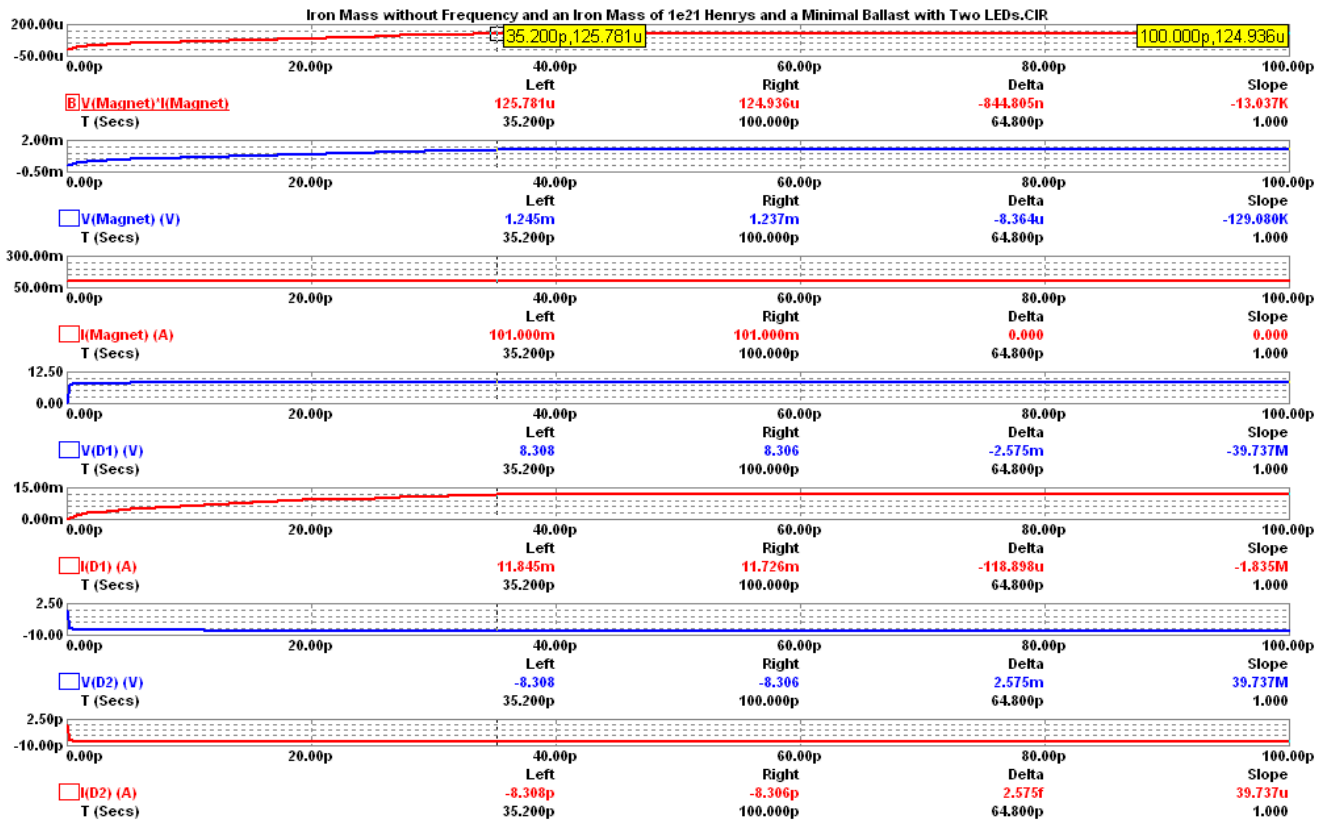 Iron Mass without Frequency and an Iron Mass of 1e21 Henrys and a Minimal Ballast with Two LEDs.CIR
200.00u
35.200p,125.781u 100.000p,124.936u
-50.00u
0.00p 20.00p 40.00p 60.00p 80.00p 100.00p
Left Right Delta Slope
B V(Magnet)*I(Magnet) 125.781u 124.936u -844.805n -13.037K
T (Secs) 35.200p 100.000p 64.800p 1.000
2.00m
-0.50m
0.00p 20.00p 40.00p 60.00p 80.00p 100.00p
Left Right Delta Slope
V(Magnet) (V) 1.245m 1.237m -8.364u -129.080K
T (Secs) 35.200p 100.000p 64.800p 1.000
300.00m
50.00m
0.00p 20.00p 40.00p 60.00p 80.00p 100.00p
Left Right Delta Slope
I(Magnet) (A) 101.000m 101.000m 0.000 0.000
T (Secs) 35.200p 100.000p 64.800p 1.000
12.50
0.00
0.00p 20.00p 40.00p 60.00p 80.00p 100.00p
Left Right Delta Slope
V(D1) (V) 8.308 8.306 -2.575m -39.737M
T (Secs) 35.200p 100.000p 64.800p 1.000
15.00m
0.00m
0.00p 20.00p 40.00p 60.00p 80.00p 100.00p
Left Right Delta Slope
I(D1) (A) 11.845m 11.726m -118.898u -1.835M
T (Secs) 35.200p 100.000p 64.800p 1.000
2.50
-10.00
0.00p 20.00p 40.00p 60.00p 80.00p 100.00p
Left Right Delta Slope
V(D2) (V) -8.308 -8.306 2.575m 39.737M
T (Secs) 35.200p 100.000p 64.800p 1.000
2.50p
-10.00p
0.00p 20.00p 40.00p 60.00p 80.00p 100.00p
Left Right Delta Slope
I(D2) (A) -8.308p -8.306p 2.575f 39.737u
T (Secs) 35.200p 100.000p 64.800p 1.000